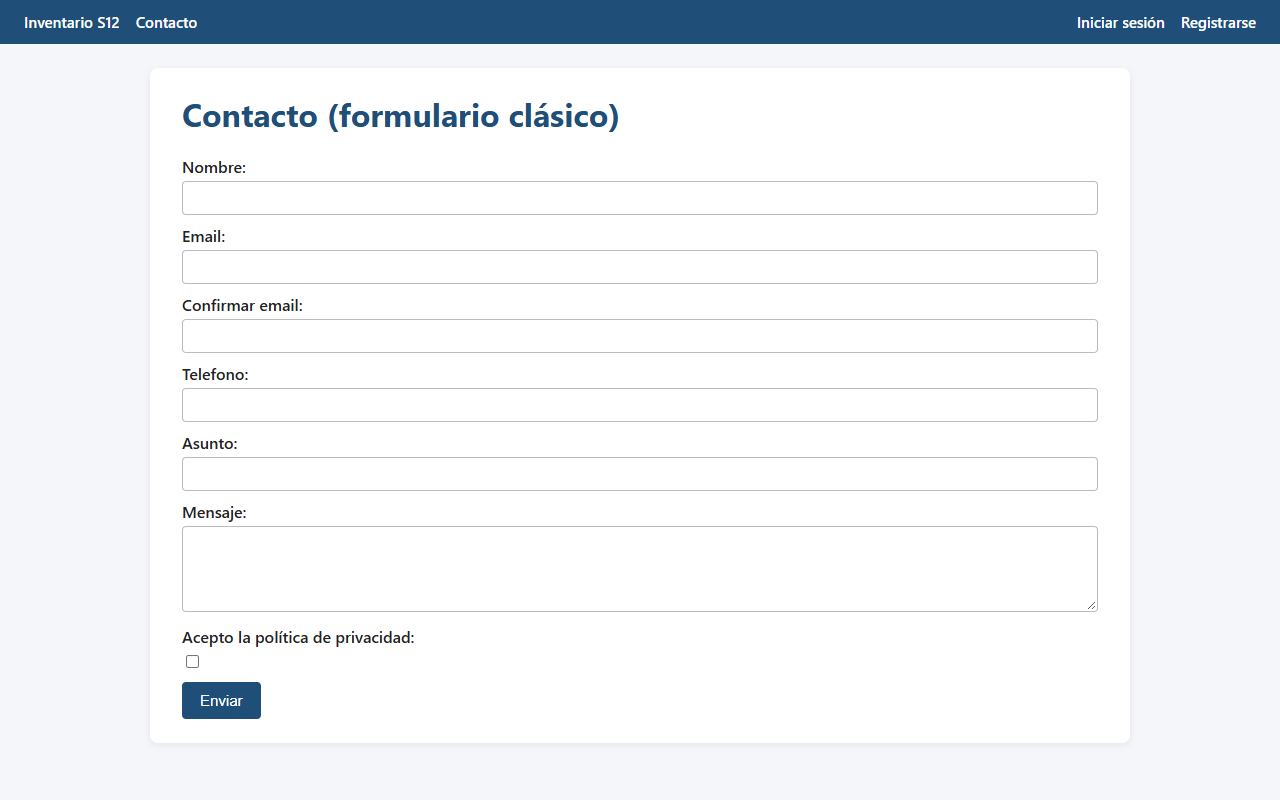 Inventario S12 Contacto Iniciar sesión Registrarse
Contacto (formulario clásico)
Nombre:
Email:
Confirmar email:
Telefono:
Asunto:
Mensaje:
Acepto la política de privacidad:
Enviar